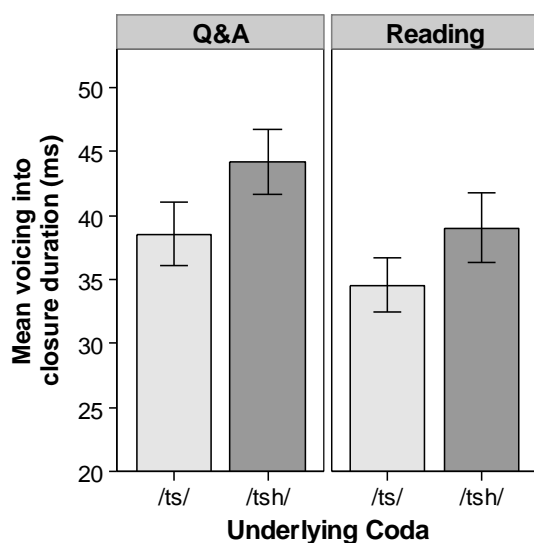 Q&A
Reading
Mean voicing into
closure duration (ms)
50
45
40
35
30
25
20
/ts/
/tsh/
/ts/
/tsh/
Underlying Coda